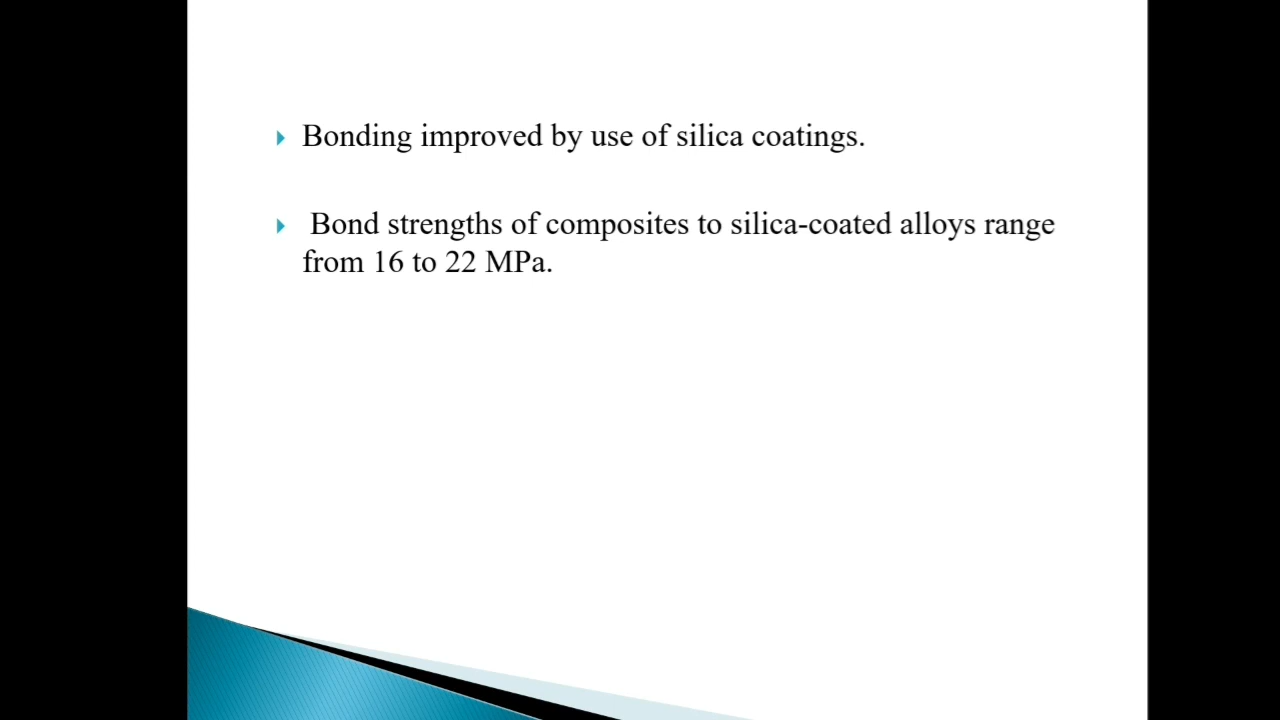 Bonding improved by use of silica coatings.
Bond strengths of composites to silica-coated alloys range
from 16 to 22 MPa.